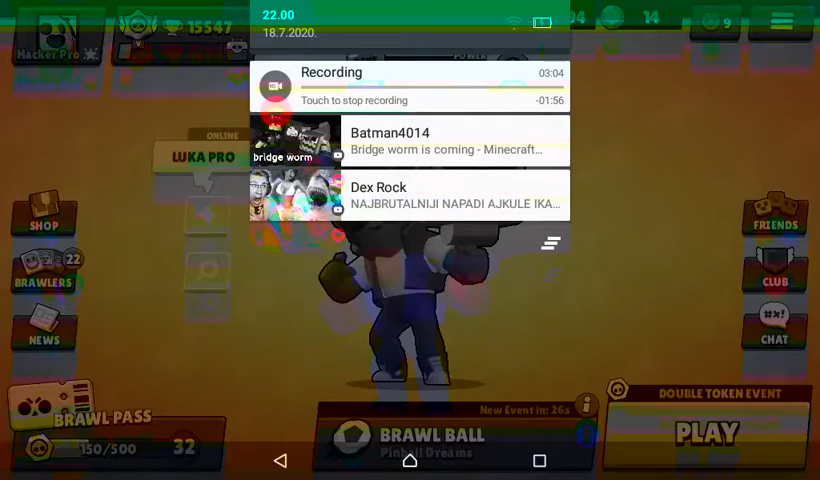 22.00
18.7.2020.
Hacker Pro
15547
04
14
9
POWER
Recording
03:04
Touch to stop recording
-01:56
Batman4014
Bridge worm is coming - Minecraft...
bridge worm
Dex Rock
NAJBRUTALNIJI NAPADI AJKULE IKA...
ONLINE
LUKA PRO
SHOP
BRAWLERS
22
NEWS
FRIENDS
CLUB
#x!
CHAT
BRAWL PASS
150/500
32
New Event in: 26s
i
BRAWL BALL
Pinball Dreams
DOUBLE TOKEN EVENT
PLAY